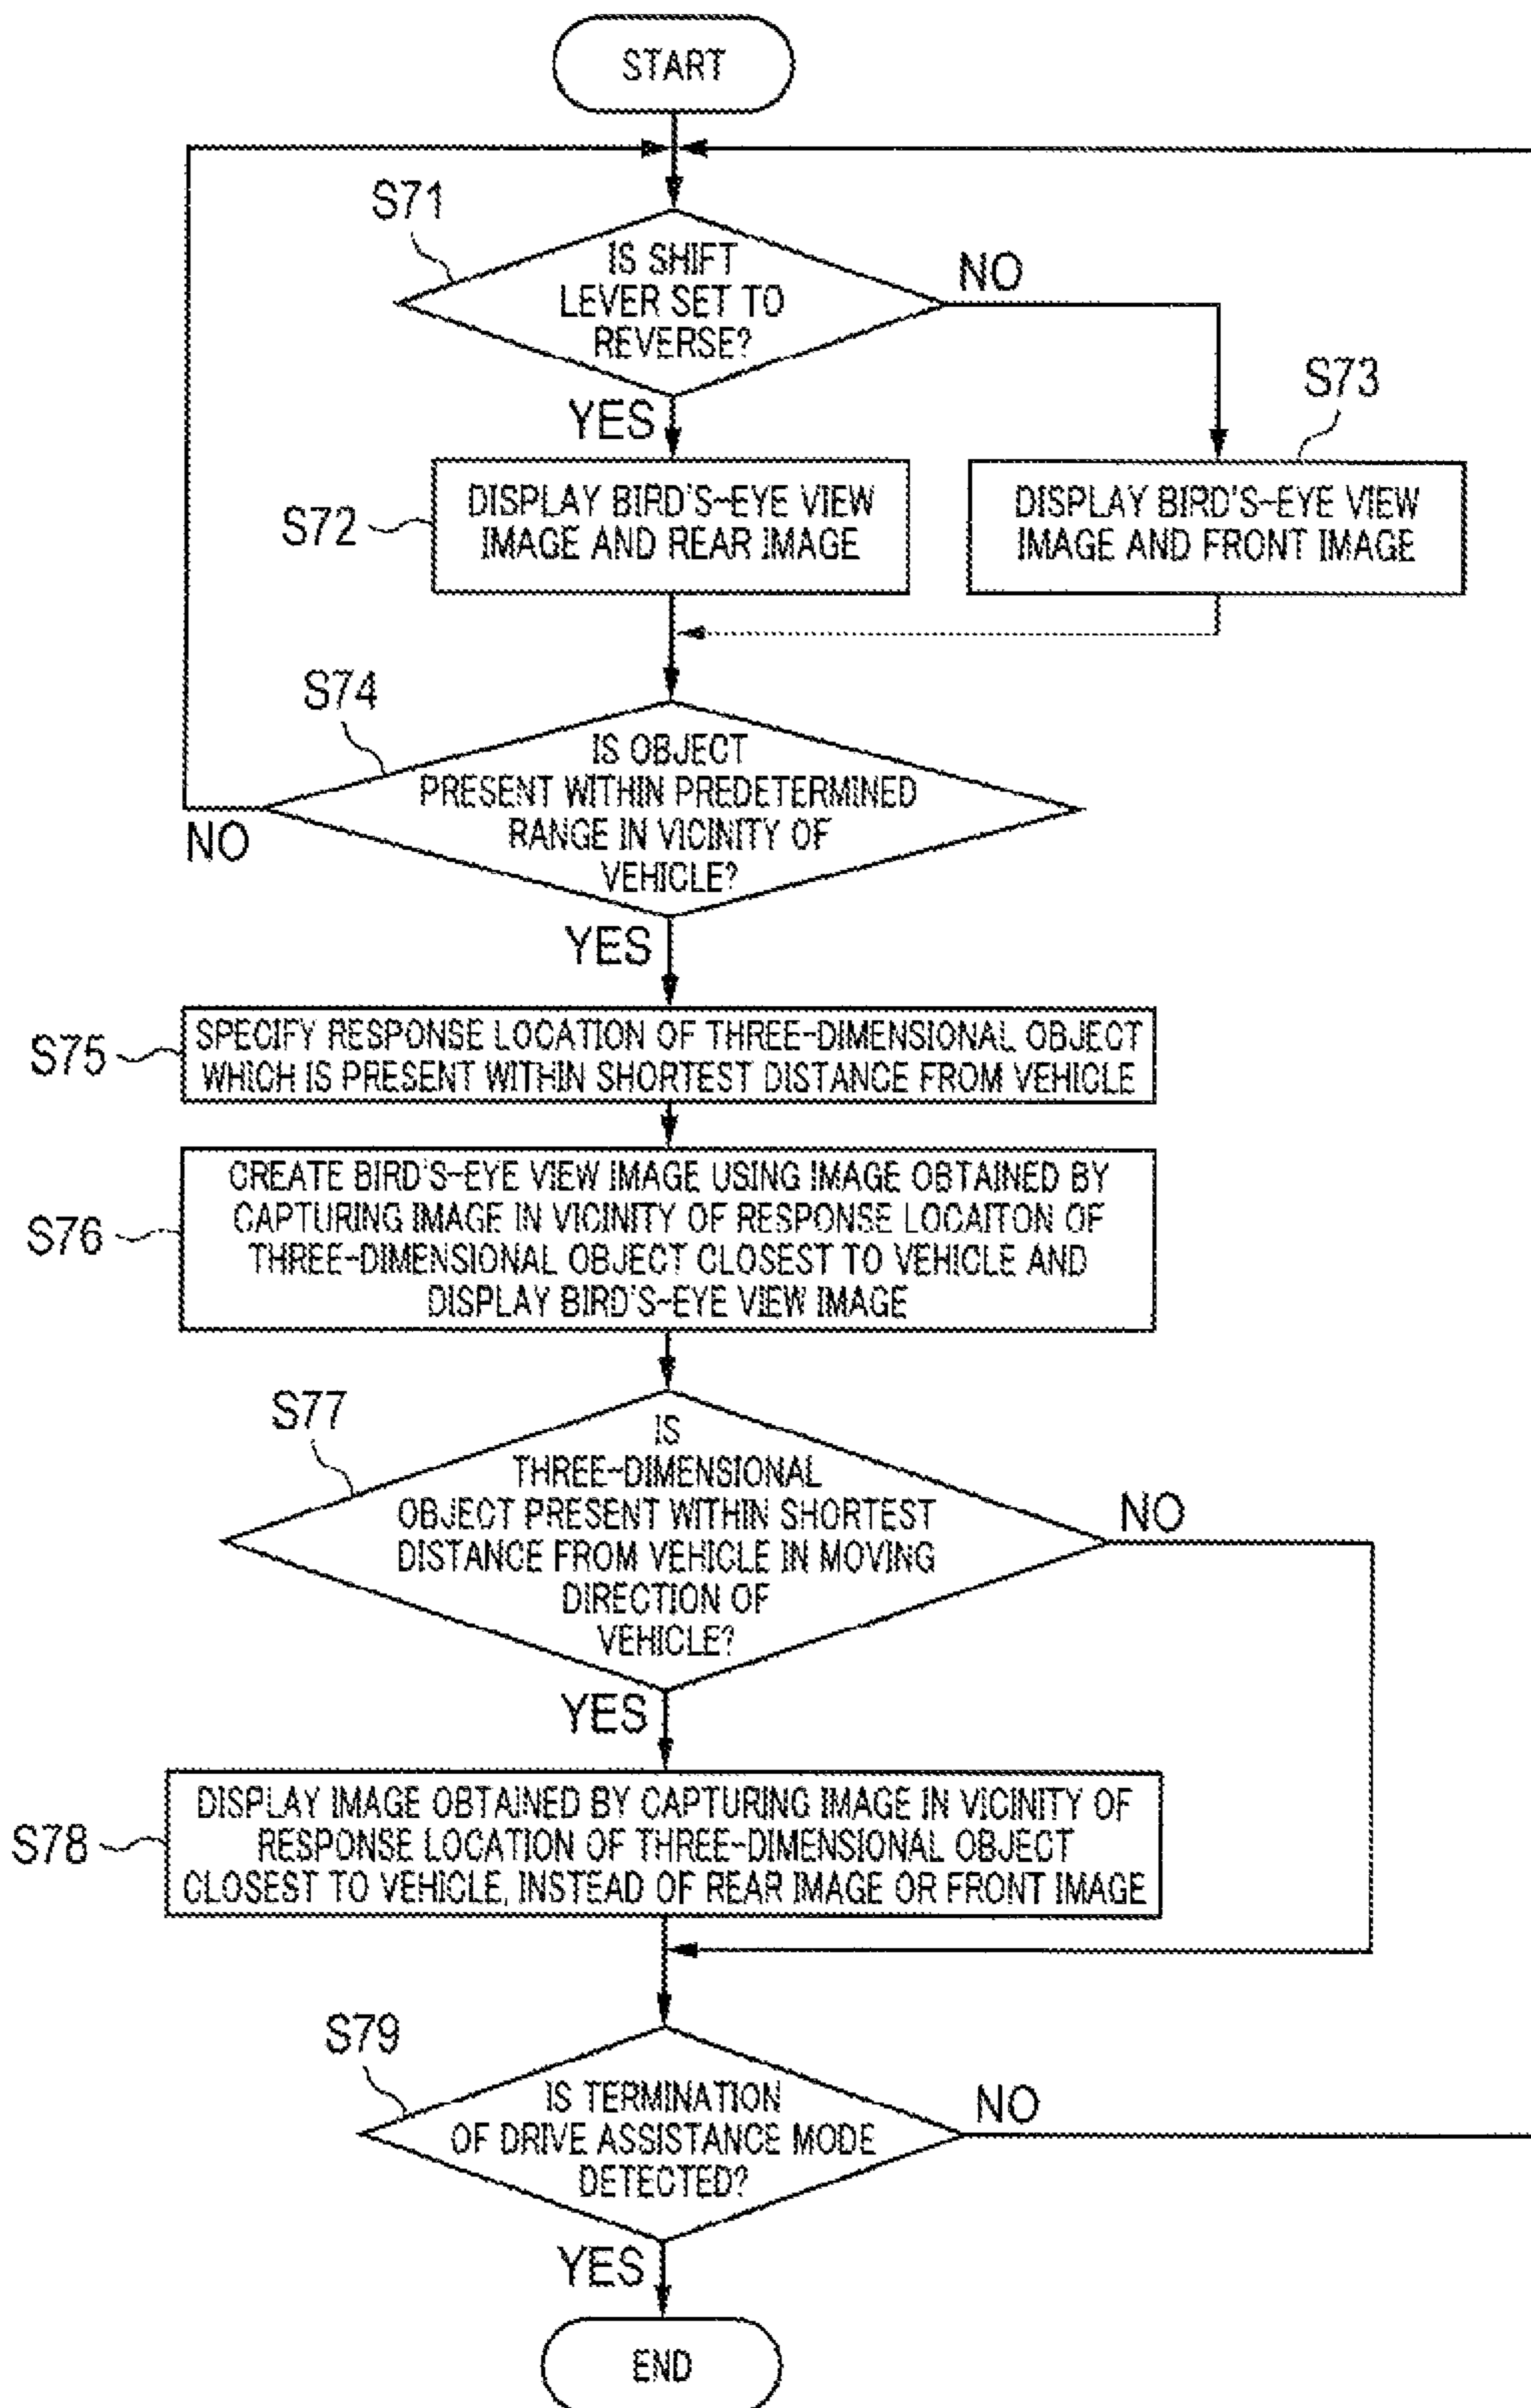 START
S71
IS SHIFT
LEVER SET TO
REVERSE?
NO
YES
S73
S72
DISPLAY BIRD'S-EYE VIEW
IMAGE AND REAR IMAGE
DISPLAY BIRD'S-EYE VIEW
IMAGE AND FRONT IMAGE
S74
IS OBJECT
PRESENT WITHIN PREDETERMINED
RANGE IN VICINITY OF
VEHICLE?
NO
YES
S75
SPECIFY RESPONSE LOCATION OF THREE-DIMENSIONAL OBJECT
WHICH IS PRESENT WITHIN SHORTEST DISTANCE FROM VEHICLE
S76
CREATE BIRD'S-EYE VIEW IMAGE USING IMAGE OBTAINED BY
CAPTURING IMAGE IN VICINITY OF RESPONSE LOCAITON OF
THREE-DIMENSIONAL OBJECT CLOSEST TO VEHICLE AND
DISPLAY BIRD'S-EYE VIEW IMAGE
S77
IS
THREE-DIMENSIONAL
OBJECT PRESENT WITHIN SHORTEST
DISTANCE FROM VEHICLE IN MOVING
DIRECTION OF
VEHICLE?
NO
YES
S78
DISPLAY IMAGE OBTAINED BY CAPTURING IMAGE IN VICINITY OF
RESPONSE LOCATION OF THREE-DIMENSIONAL OBJECT
CLOSEST TO VEHICLE, INSTEAD OF REAR IMAGE OR FRONT IMAGE
S79
IS TERMINATION
OF DRIVE ASSISTANCE MODE
DETECTED?
NO
YES
END